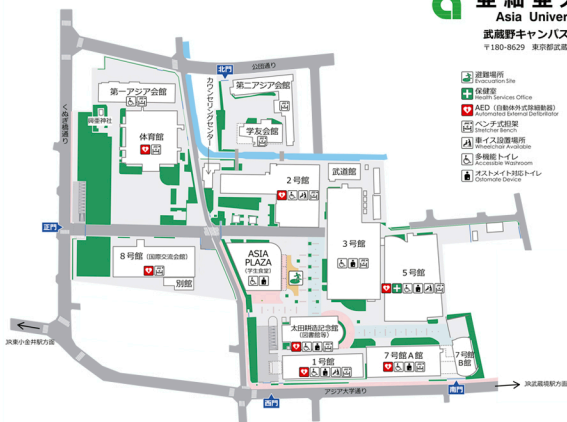 亜細亜大
Asia Univer
武蔵野キャンパス
〒180-8629 東京都武蔵
避難場所
Evacuation Site
保健室
Health Services Office
AED（自動体外式除細動器）
Automated External Defibrillator
ベンチ式担架
Stretcher Bench
車イス設置場所
Wheelchair Available
多機能トイレ
Accessible Washroom
オストメイト対応トイレ
Ostomate Device
公団通り
北門
第一アジア会館
カウンセリングセンター
第二アジア会館
くぬぎ橋通り
体育館
学友会館
武道館
2号館
正門
8号館（国際交流会館）
別館
ASIA
PLAZA
（学生食堂）
3号館
5号館
太田耕造記念館
（図書館等）
1号館
7号館A館
7号館
B館
JR東小金井駅方面
アジア大学通り
西門
南門
JR武蔵境駅方面